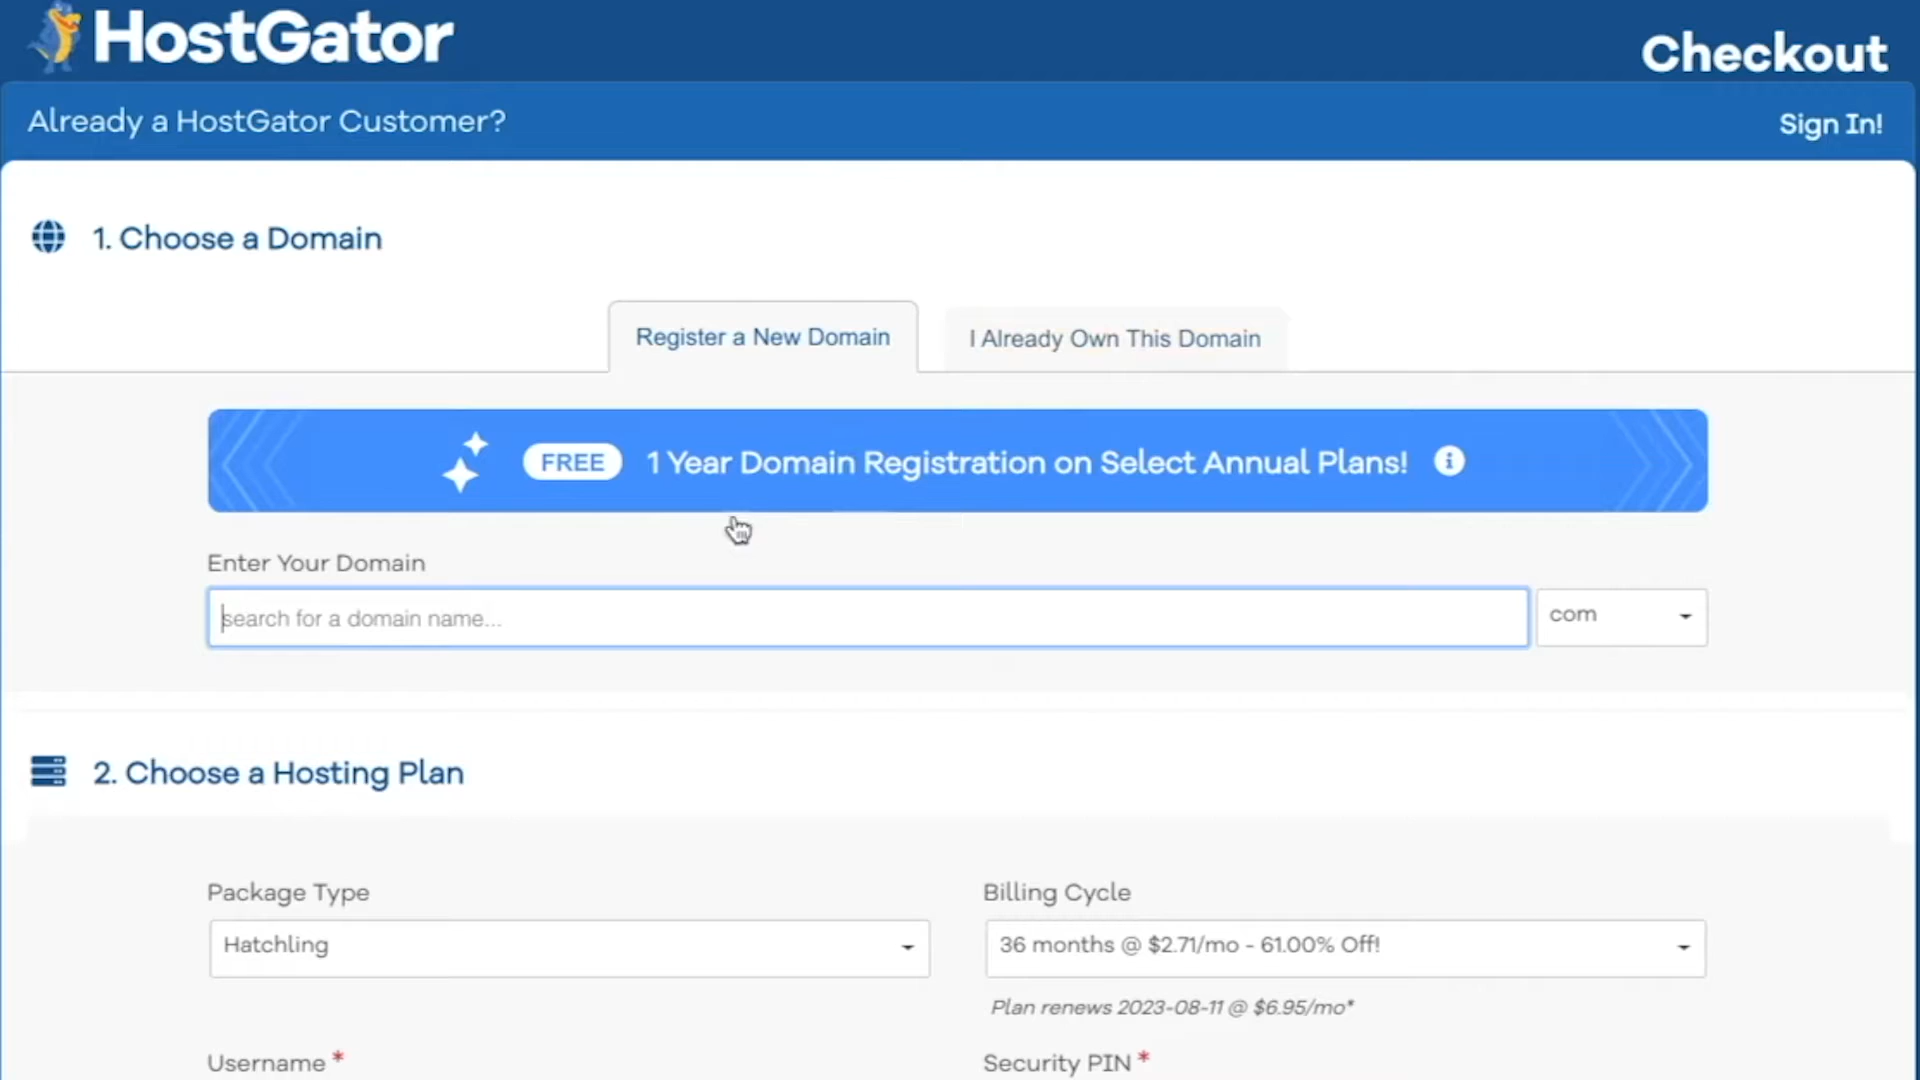 HostGator
Checkout
Already a HostGator Customer?
Sign In!
1. Choose a Domain
Register a New Domain
I Already Own This Domain
FREE 1 Year Domain Registration on Select Annual Plans!
Enter Your Domain
search for a domain name...
com
2. Choose a Hosting Plan
Package Type
Billing Cycle
Hatchling
36 months @ $2.71/mo - 61.00% Off!
Plan renews 2023-08-11 @ $6.95/mo*
Username *
Security PIN *